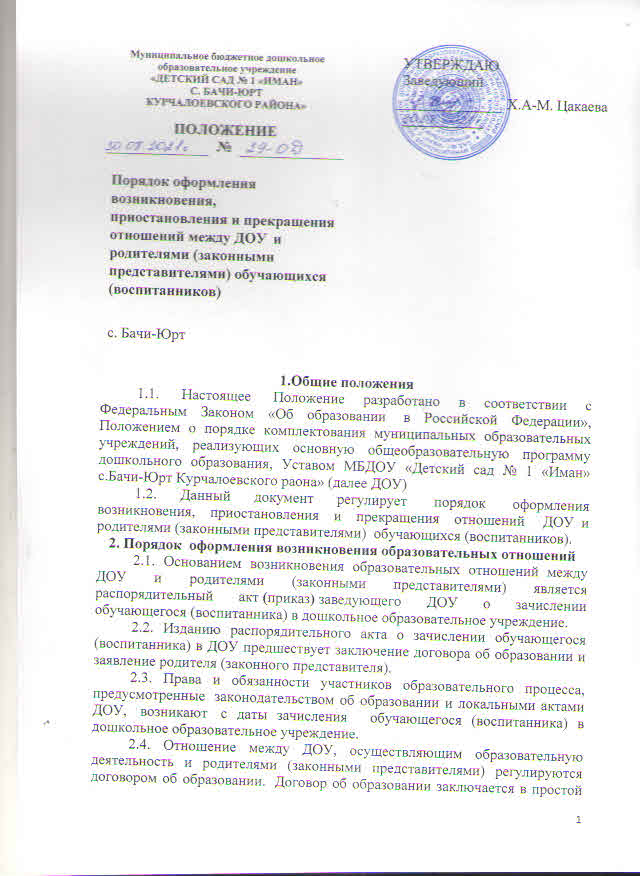 Муниципальное бюджетное дошкольное
образовательное учреждение
«ДЕТСКИЙ САД № 1 «ИМАН»
С. БАЧИ-ЮРТ
КУРЧАЛОЕВСКОГО РАЙОНА»
ПОЛОЖЕНИЕ
30.08.2021г № 29-ОД
УТВЕРЖДАЮ
Заведующий
Х.А-М. Цакаева
Порядок оформления
возникновения,
приостановления и прекращения
отношений между ДОУ и
родителями (законными
представителями) обучающихся
(воспитанников)
с. Бачи-Юрт
1.Общие положения
1.1. Настоящее Положение разработано в соответствии с
Федеральным Законом «Об образовании в Российской Федерации»,
Положением о порядке комплектования муниципальных образовательных
учреждений, реализующих основную общеобразовательную программу
дошкольного образования, Уставом МБДОУ «Детский сад № 1 «Иман»
с.Бачи-Юрт Курчалоевского раона» (далее ДОУ)
1.2. Данный документ регулирует порядок оформления
возникновения, приостановления и прекращения отношений ДОУ и
родителями (законными представителями) обучающихся (воспитанников).
2. Порядок оформления возникновения образовательных отношений
2.1. Основанием возникновения образовательных отношений между
ДОУ и родителями (законными представителями) является
распорядительный акт (приказ) заведующего ДОУ о зачислении
обучающегося (воспитанника) в дошкольное образовательное учреждение.
2.2. Изданию распорядительного акта о зачислении обучающегося
(воспитанника) в ДОУ предшествует заключение договора об образовании и
заявление родителя (законного представителя).
2.3. Права и обязанности участников образовательного процесса,
предусмотренные законодательством об образовании и локальными актами
ДОУ, возникают с даты зачисления обучающегося (воспитанника) в
дошкольное образовательное учреждение.
2.4. Отношение между ДОУ, осуществляющим образовательную
деятельность и родителями (законными представителями) регулируются
договором об образовании. Договор об образовании заключается в простой
1